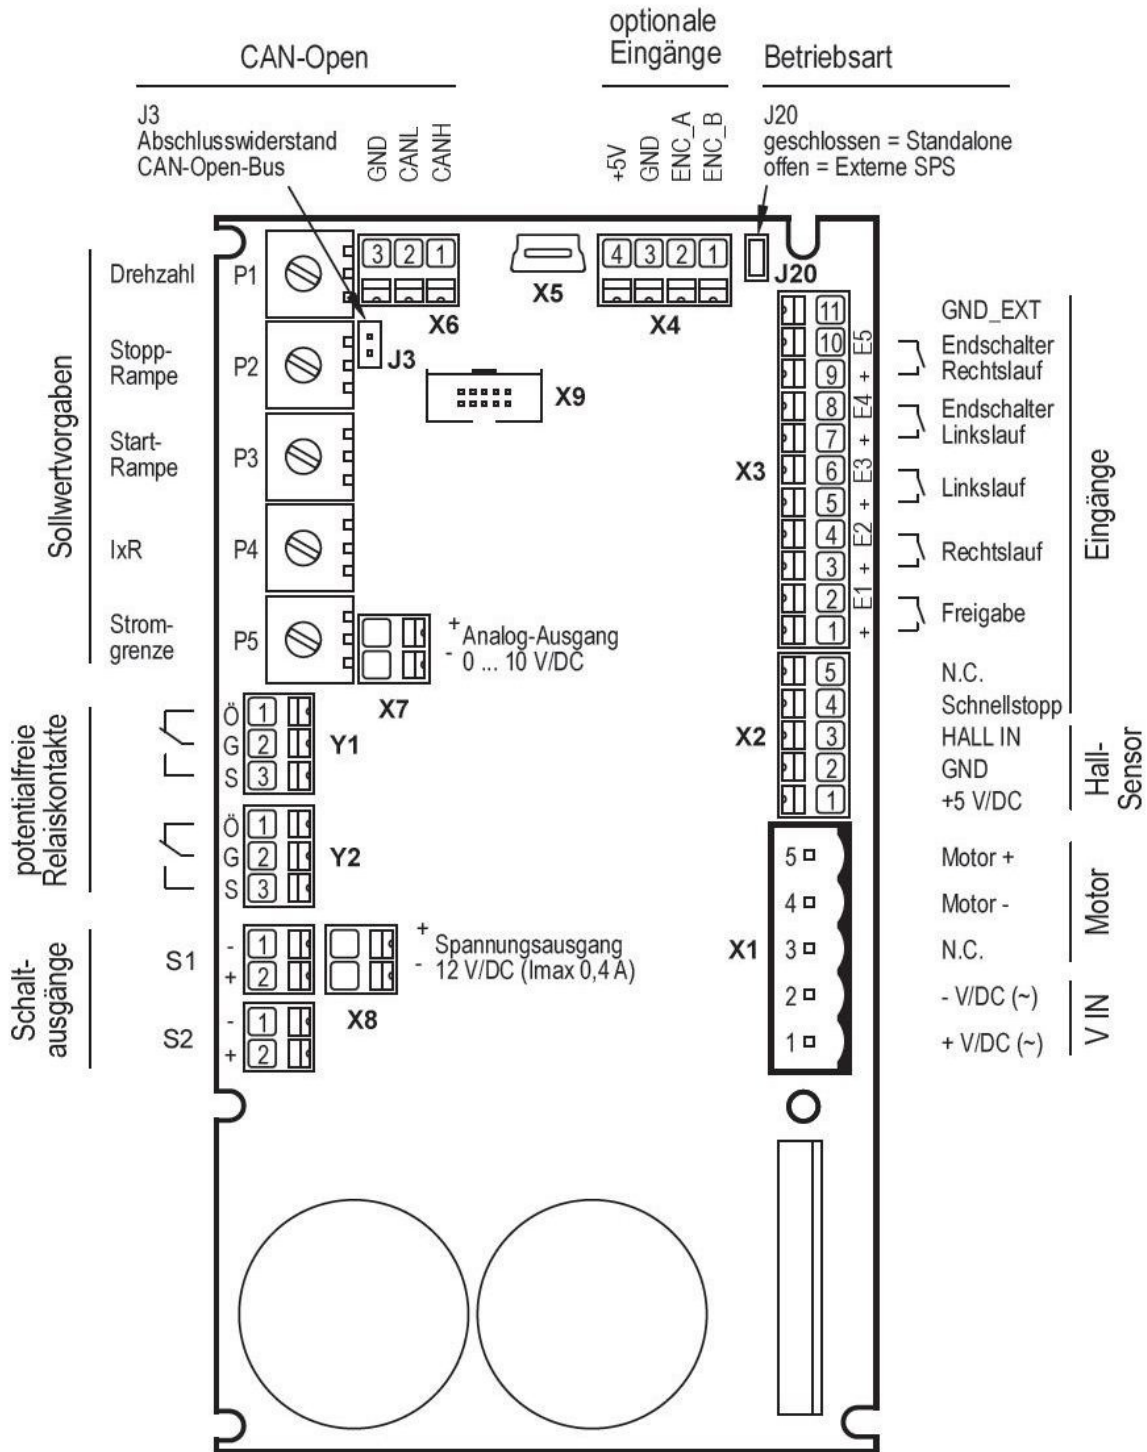 CAN-Open
optionale
Eingänge
Betriebsart
J3
Abschlusswiderstand
CAN-Open-Bus
GND
CANL
CANH
+5V
GND
ENC_A
ENC_B
J20
geschlossen = Standalone
offen = Externe SPS
Sollwertvorgaben
Drehzahl P1
Stopp-
Rampe
P2
Start-
Rampe
P3
IxR P4
Strom-
grenze
P5
3 2 1
X6
J3
X5
4 3 2 1
X4
J20
X9
+ Analog-Ausgang
- 0 ... 10 V/DC
X7
potentialfreie
Relaiskontakte
Ö 1
G 2
S 3
Y1
Ö 1
G 2
S 3
Y2
Schalt-
ausgänge
S1
- 1
+ 2
S2
- 1
+ 2
+ Spannungsausgang
- 12 V/DC (Imax 0,4 A)
X8
X3
11 GND_EXT
10 E5 Endschalter
9 + Rechtslauf
8 E4 Endschalter
7 + Linkslauf
6 E3
5 +
Linkslauf
4 E2
3 +
Rechtslauf
2 E1
1 +
Freigabe
Eingänge
X2
5 N.C.
4 Schnellstopp
3 HALL IN
2 GND
1 +5 V/DC
Hall-
Sensor
X1
5 Motor +
4 Motor -
3 N.C.
Motor
2 - V/DC (~)
1 + V/DC (~)
V IN